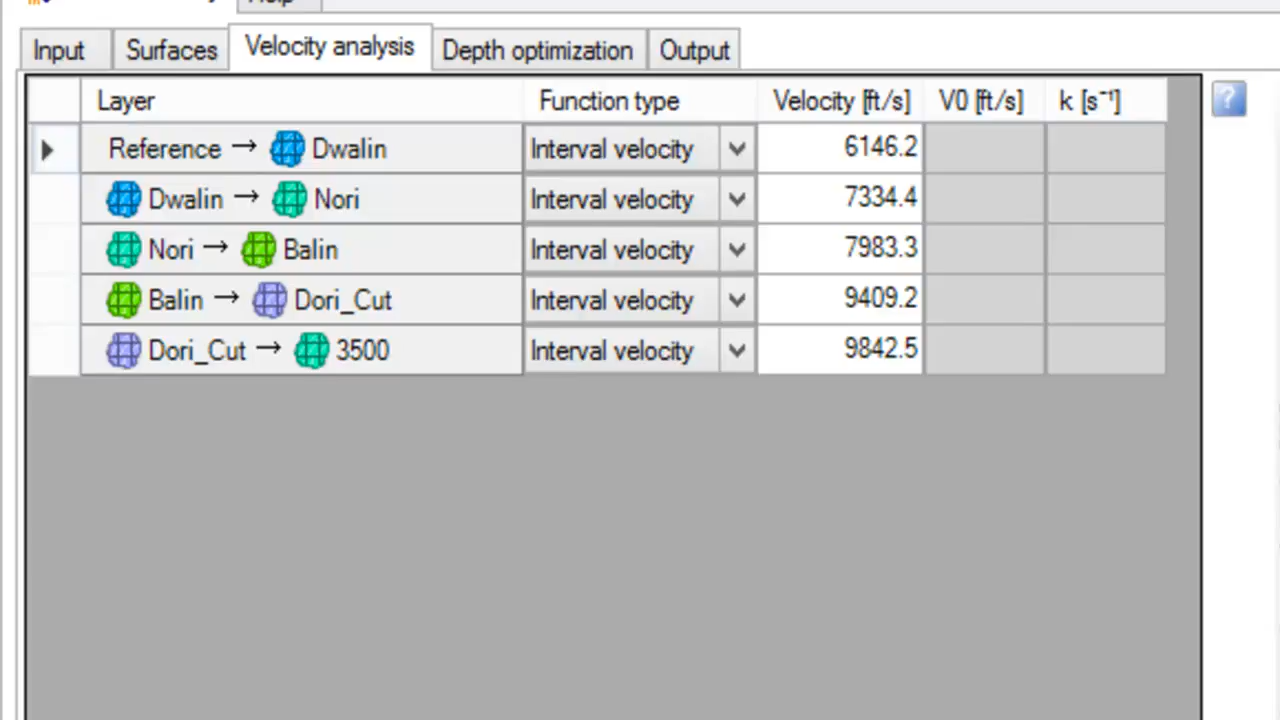 Help
Input Surfaces Velocity analysis Depth optimization Output
Layer Function type Velocity [ft/s] V0 [ft/s] k [s⁻¹]
Reference → Dwalin Interval velocity 6146.2
Dwalin → Nori Interval velocity 7334.4
Nori → Balin Interval velocity 7983.3
Balin → Dori_Cut Interval velocity 9409.2
Dori_Cut → 3500 Interval velocity 9842.5
?